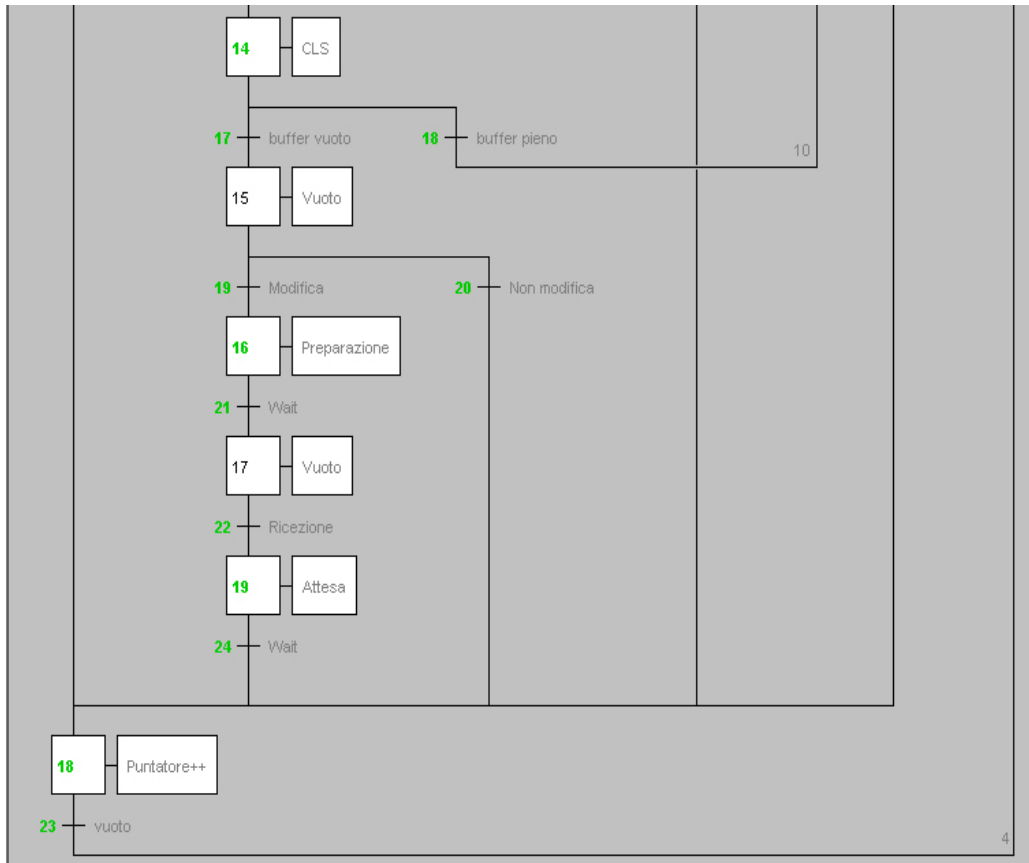 14 CLS
17 buffer vuoto 18 buffer pieno 10
15 Vuoto
19 Modifica 20 Non modifica
16 Preparazione
21 Wait
17 Vuoto
22 Ricezione
19 Attesa
24 Wait
18 Puntatore++
23 vuoto 4